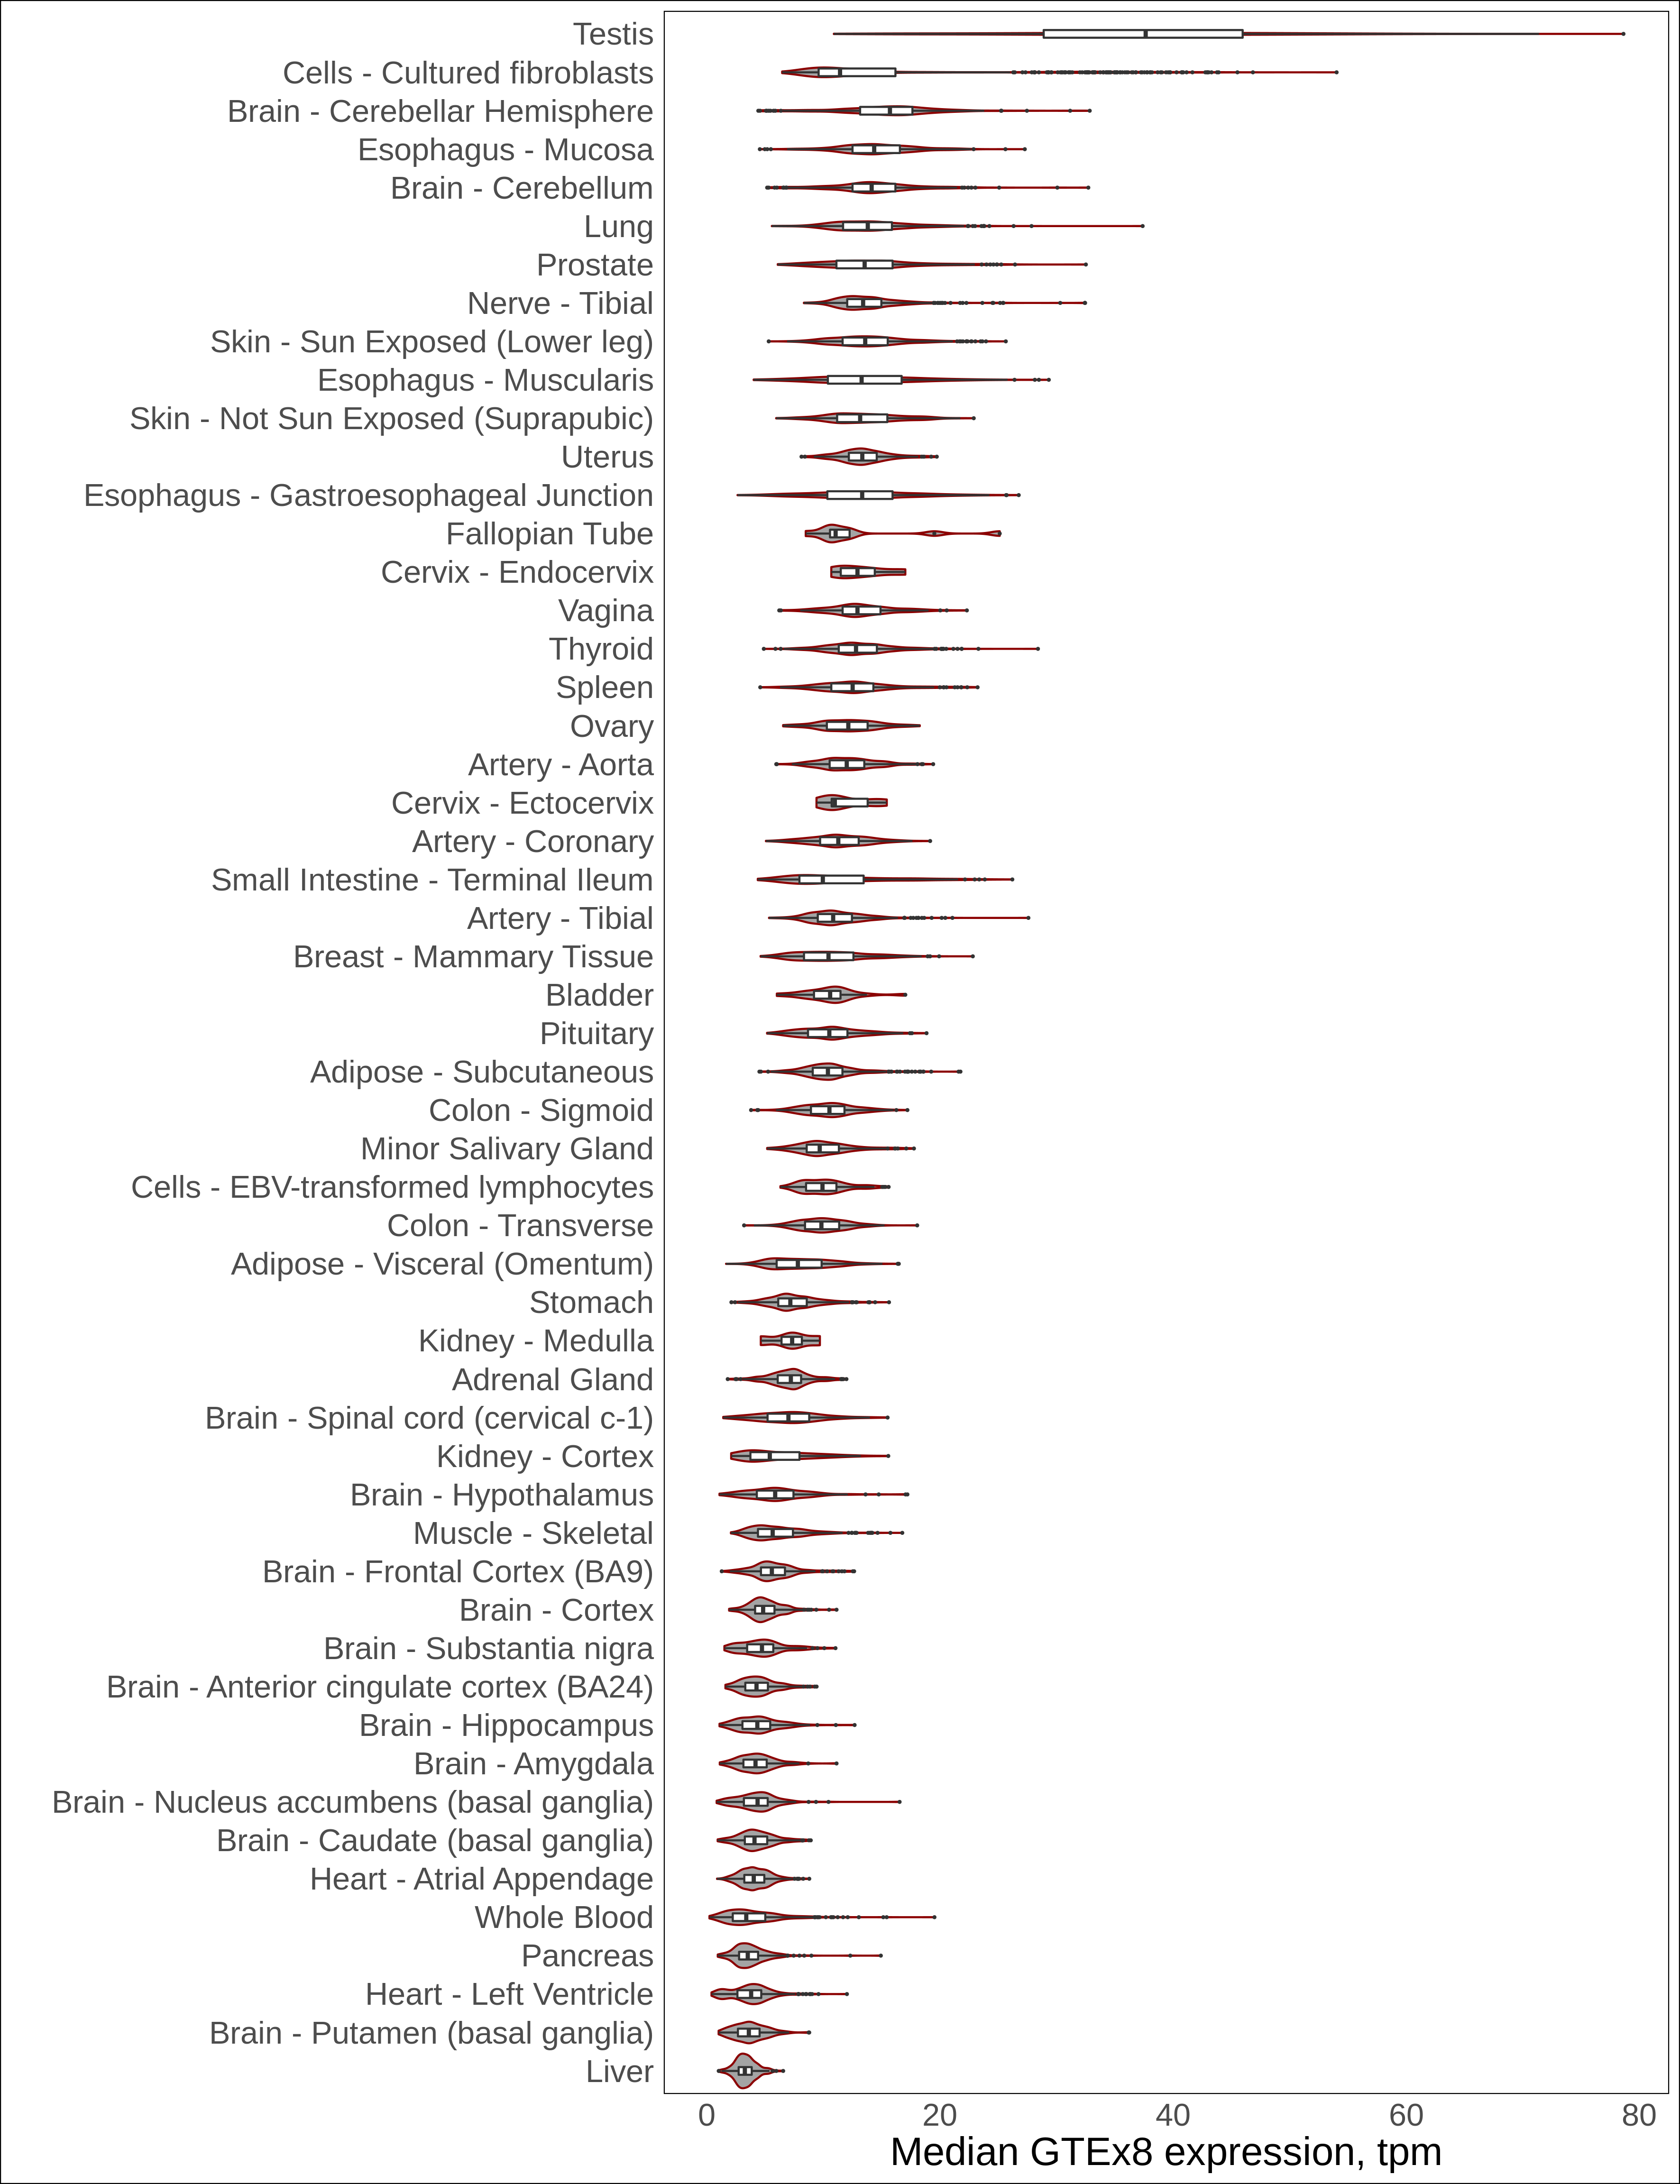 Testis
Cells - Cultured fibroblasts
Brain - Cerebellar Hemisphere
Esophagus - Mucosa
Brain - Cerebellum
Lung
Prostate
Nerve - Tibial
Skin - Sun Exposed (Lower leg)
Esophagus - Muscularis
Skin - Not Sun Exposed (Suprapubic)
Uterus
Esophagus - Gastroesophageal Junction
Fallopian Tube
Cervix - Endocervix
Vagina
Thyroid
Spleen
Ovary
Artery - Aorta
Cervix - Ectocervix
Artery - Coronary
Small Intestine - Terminal Ileum
Artery - Tibial
Breast - Mammary Tissue
Bladder
Pituitary
Adipose - Subcutaneous
Colon - Sigmoid
Minor Salivary Gland
Cells - EBV-transformed lymphocytes
Colon - Transverse
Adipose - Visceral (Omentum)
Stomach
Kidney - Medulla
Adrenal Gland
Brain - Spinal cord (cervical c-1)
Kidney - Cortex
Brain - Hypothalamus
Muscle - Skeletal
Brain - Frontal Cortex (BA9)
Brain - Cortex
Brain - Substantia nigra
Brain - Anterior cingulate cortex (BA24)
Brain - Hippocampus
Brain - Amygdala
Brain - Nucleus accumbens (basal ganglia)
Brain - Caudate (basal ganglia)
Heart - Atrial Appendage
Whole Blood
Pancreas
Heart - Left Ventricle
Brain - Putamen (basal ganglia)
Liver
0 20 40 60 80
Median GTEx8 expression, tpm